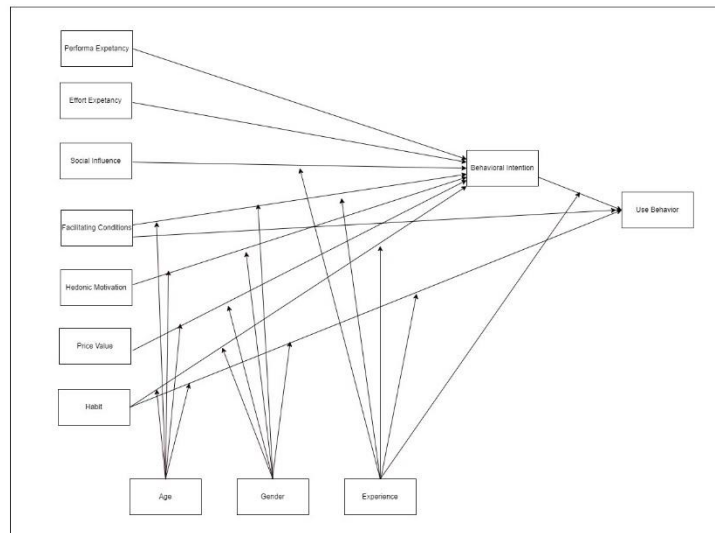 Performa Expetancy
Effort Expetancy
Social Influence
Behavioral Intention
Use Behavior
Facilitating Conditions
Hedonic Motivation
Price Value
Habit
Age
Gender
Experience